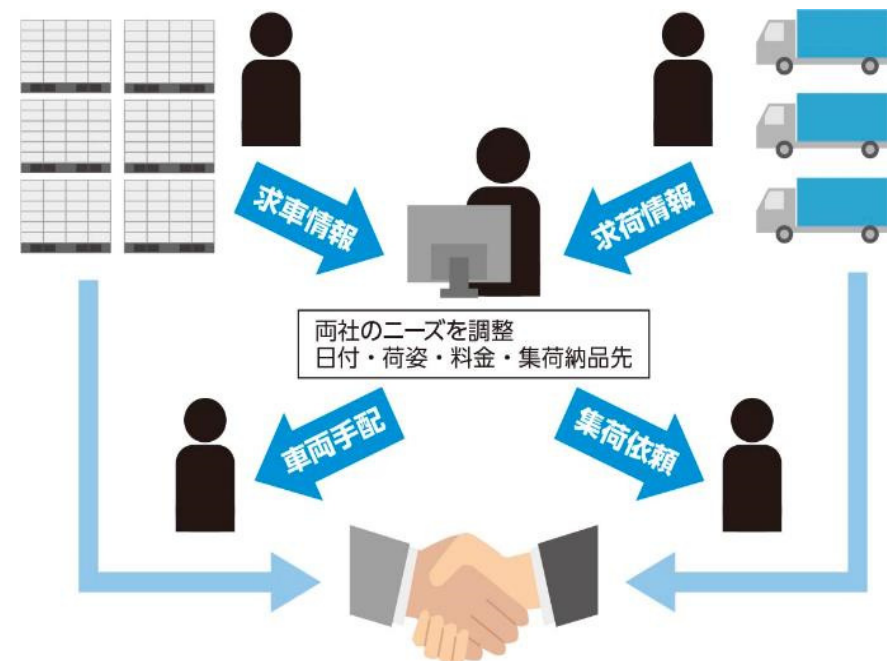 求車情報
求荷情報
両社のニーズを調整
日付・荷姿・料金・集荷納品先
車両手配
集荷依頼